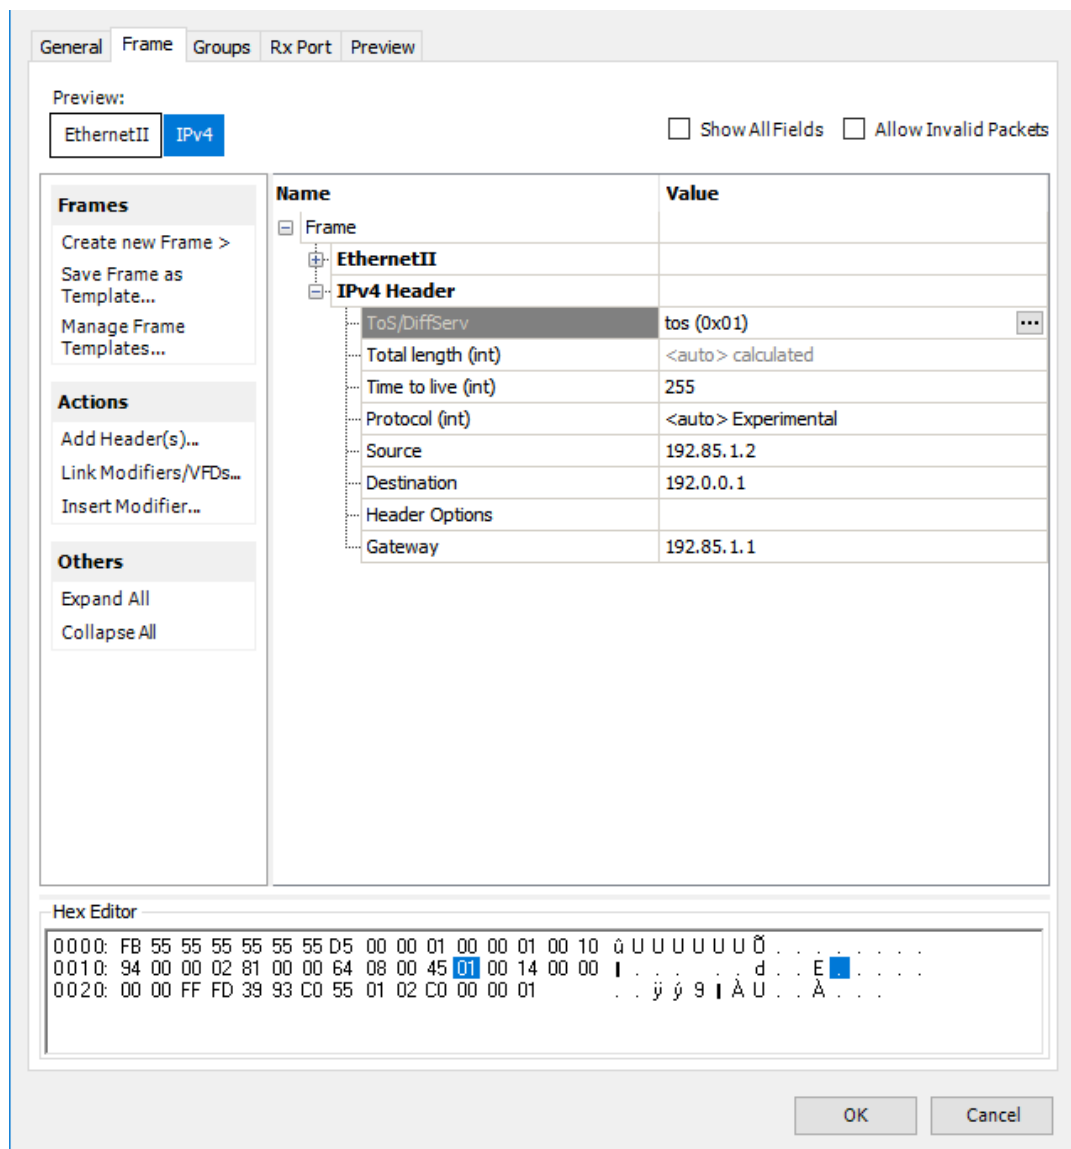 General Frame Groups Rx Port Preview
Preview:
EthernetII IPv4
Show All Fields Allow Invalid Packets
Frames
Create new Frame >
Save Frame as
Template...
Manage Frame
Templates...
Actions
Add Header(s)...
Link Modifiers/VFDs...
Insert Modifier...
Others
Expand All
Collapse All
Name Value
Frame
EthernetII
IPv4 Header
ToS/DiffServ tos (0x01) ...
Total length (int) <auto> calculated
Time to live (int) 255
Protocol (int) <auto> Experimental
Source 192.85.1.2
Destination 192.0.0.1
Header Options
Gateway 192.85.1.1
Hex Editor
0000: FB 55 55 55 55 55 55 D5 00 00 01 00 00 01 00 10 û U U U U U U Õ . . . . . . . .
0010: 94 00 00 02 81 00 00 64 08 00 45 01 00 14 00 00 . . . . . d . . E . . . . .
0020: 00 00 FF FD 39 93 C0 55 01 02 C0 00 00 01 . . ÿ ý 9 À U . . À . . .
OK Cancel